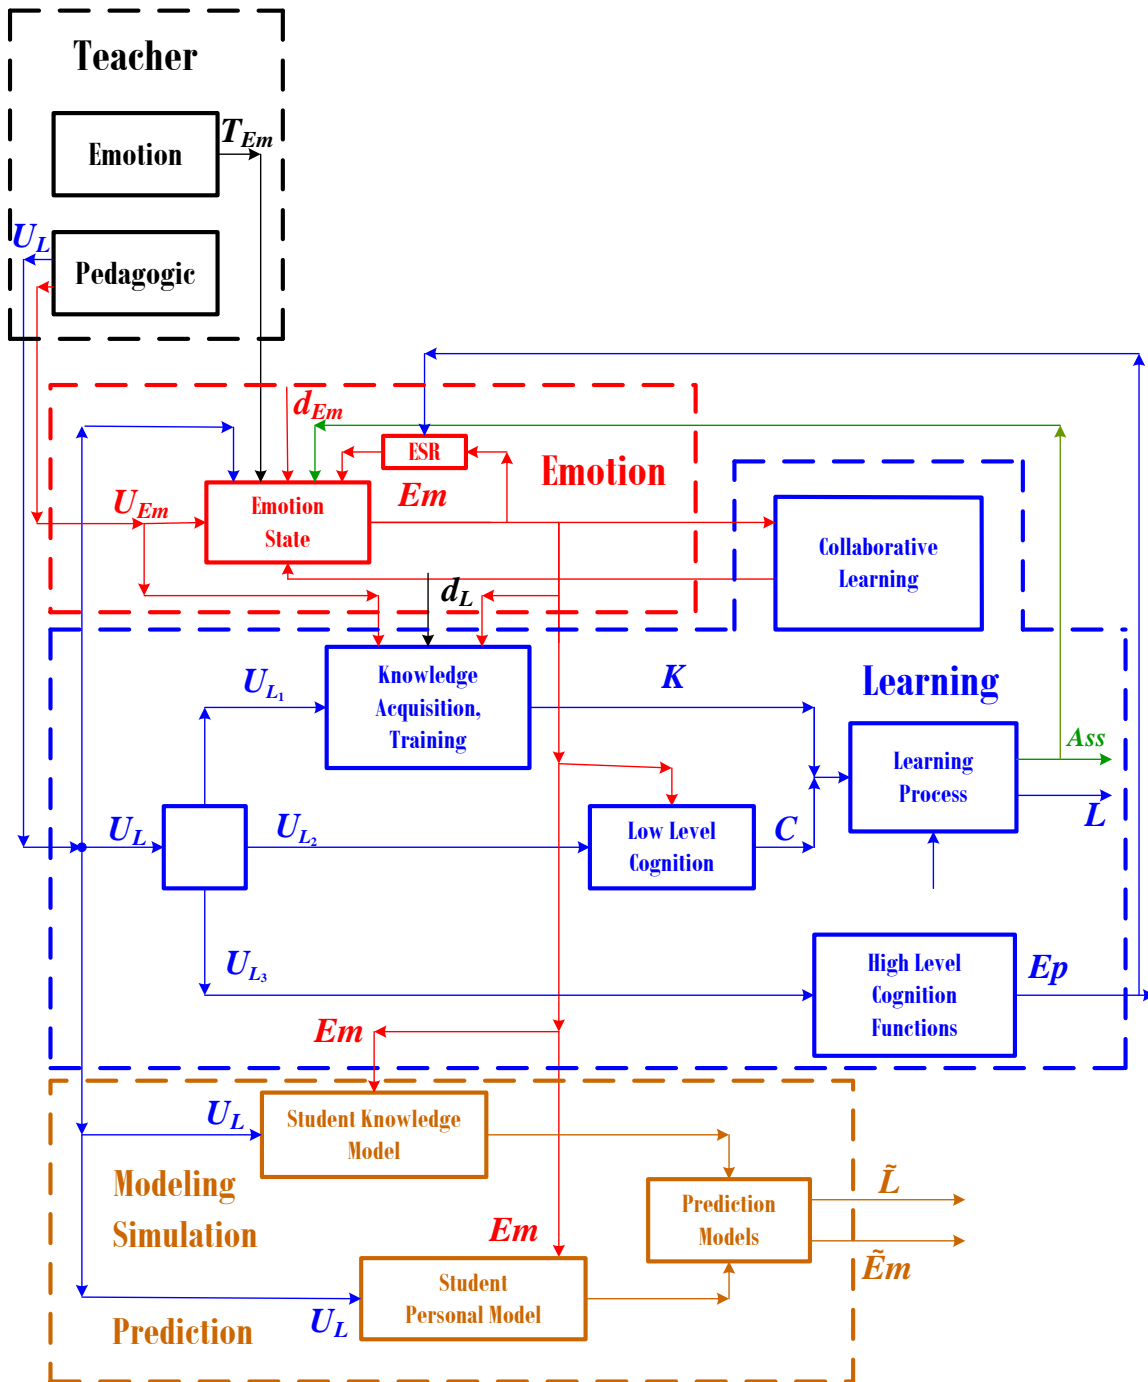 Teacher
T_Em
Emotion
U_L
Pedagogic
d_Em
ESR
Emotion
Em
U_Em
Emotion
State
Collaborative
Learning
d_L
U_L1
Knowledge
Acquisition,
Training
K
Learning
Ass
Learning
Process
L
U_L
U_L2
Low Level
Cognition
C
U_L3
High Level
Cognition
Functions
Ep
Em
U_L
Student Knowledge
Model
Modeling
Simulation
Prediction
Models
L̃
Ẽm
Em
Student
Personal Model
U_L
Prediction